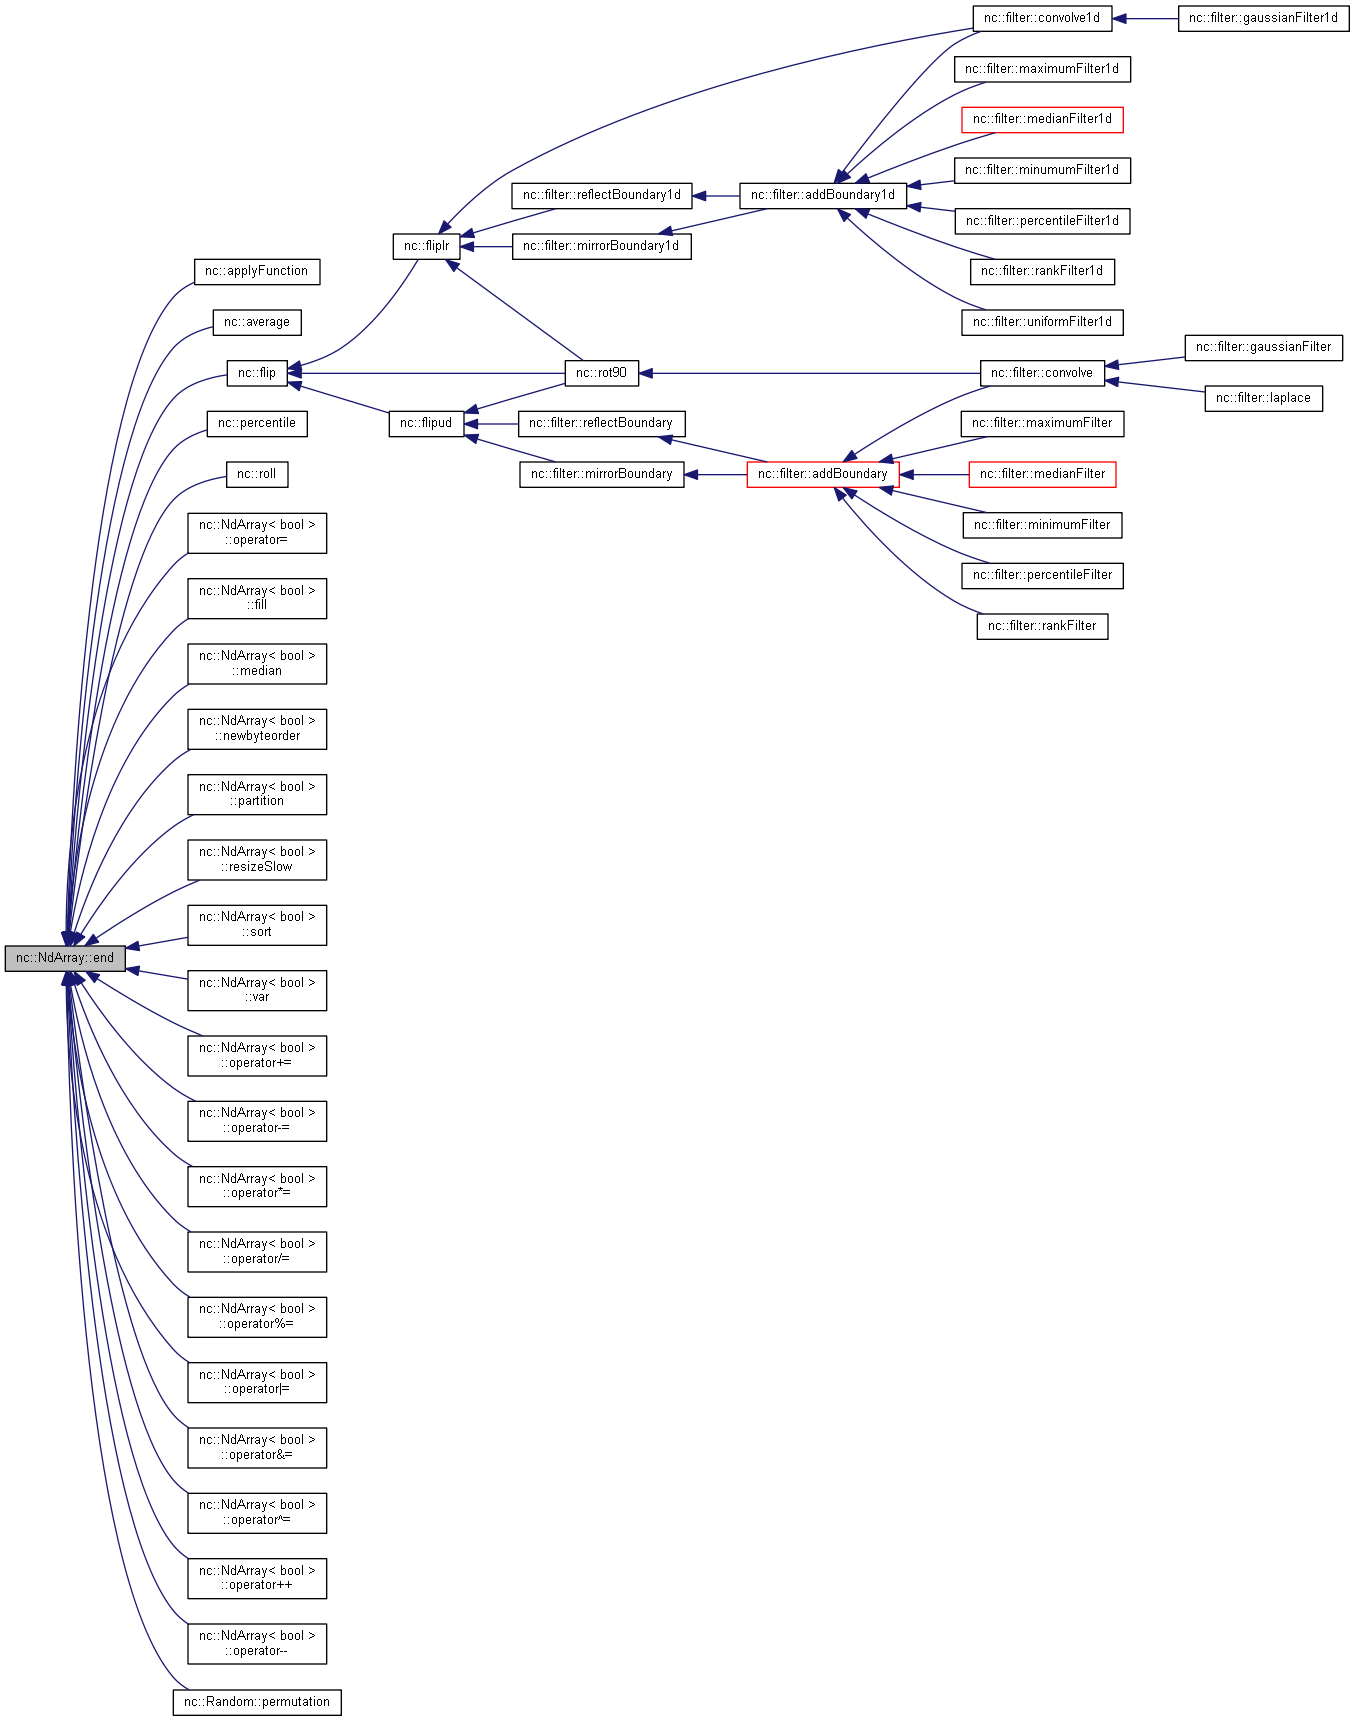 nc::filter::convolve1d
nc::filter::gaussianFilter1d
nc::filter::maximumFilter1d
nc::filter::medianFilter1d
nc::filter::minumumFilter1d
nc::filter::reflectBoundary1d
nc::filter::addBoundary1d
nc::filter::percentileFilter1d
nc::fliplr
nc::filter::mirrorBoundary1d
nc::filter::rankFilter1d
nc::applyFunction
nc::average
nc::filter::uniformFilter1d
nc::filter::gaussianFilter
nc::flip
nc::rot90
nc::filter::convolve
nc::filter::laplace
nc::percentile
nc::flipud
nc::filter::reflectBoundary
nc::filter::maximumFilter
nc::roll
nc::filter::mirrorBoundary
nc::filter::addBoundary
nc::filter::medianFilter
nc::filter::minimumFilter
nc::filter::percentileFilter
nc::filter::rankFilter
nc::NdArray< bool >
::operator=
nc::NdArray< bool >
::fill
nc::NdArray< bool >
::median
nc::NdArray< bool >
::newbyteorder
nc::NdArray< bool >
::partition
nc::NdArray< bool >
::resizeSlow
nc::NdArray< bool >
::sort
nc::NdArray::end
nc::NdArray< bool >
::var
nc::NdArray< bool >
::operator+=
nc::NdArray< bool >
::operator-=
nc::NdArray< bool >
::operator*=
nc::NdArray< bool >
::operator/=
nc::NdArray< bool >
::operator%=
nc::NdArray< bool >
::operator|=
nc::NdArray< bool >
::operator&=
nc::NdArray< bool >
::operator^=
nc::NdArray< bool >
::operator++
nc::NdArray< bool >
::operator--
nc::Random::permutation